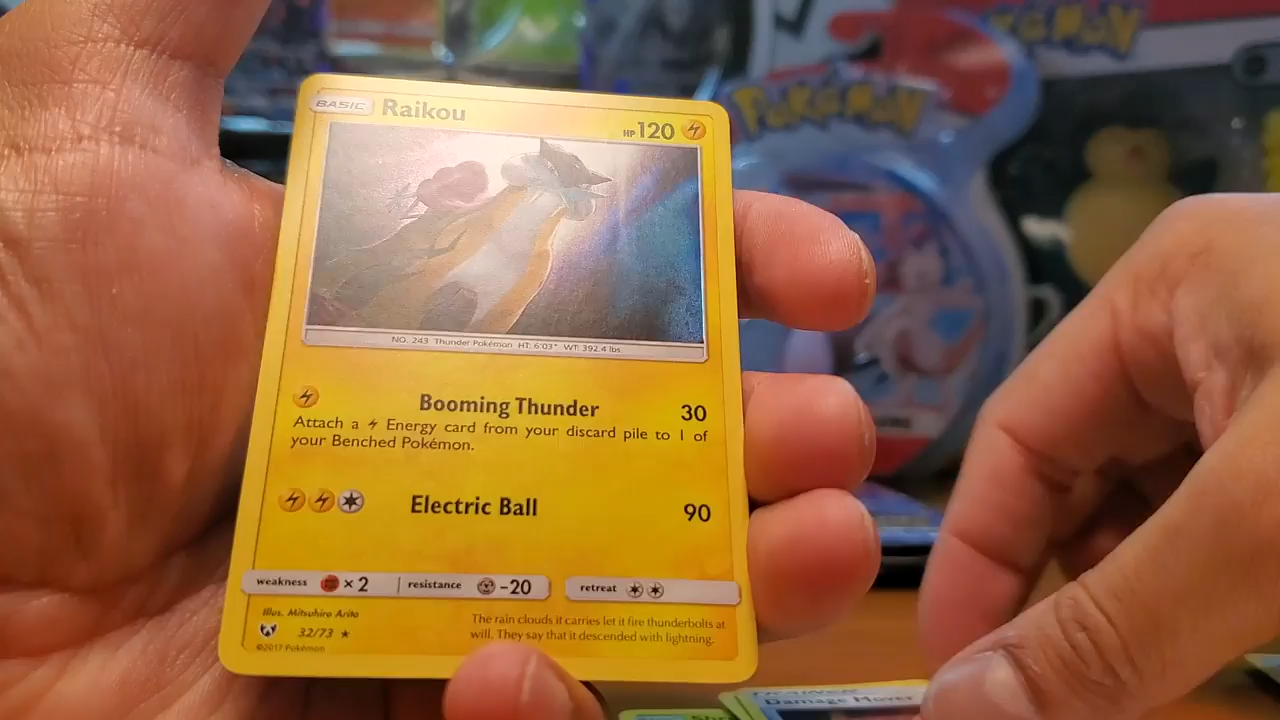 POKÉMON
POKÉMON
BASIC Raikou HP 120
NO. 243 Thunder Pokémon HT: 6'03" WT: 392.4 lbs.
Booming Thunder 30
Attach a Energy card from your discard pile to 1 of
your Benched Pokémon.
Electric Ball 90
weakness ×2 resistance -20 retreat
Illus. Mitsuhiro Arita
32/73 ★
©2017 Pokémon
The rain clouds it carries let it fire thunderbolts at
will. They say that it descended with lightning.
TRAINER
Damage Mover